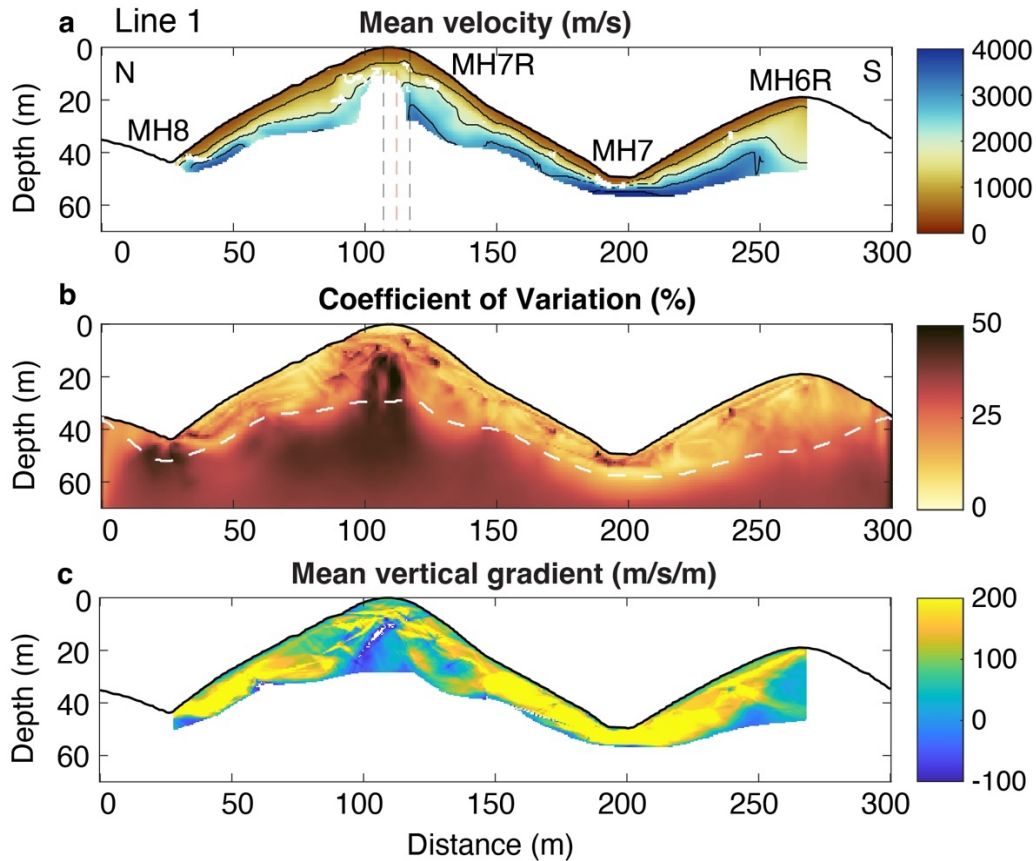 a Line 1 Mean velocity (m/s)
N MH8 MH7R MH7 MH6R S
Depth (m)
0
20
40
60
0 50 100 150 200 250 300
4000
3000
2000
1000
0
b Coefficient of Variation (%)
Depth (m)
0
20
40
60
0 50 100 150 200 250 300
50
25
0
c Mean vertical gradient (m/s/m)
Depth (m)
0
20
40
60
0 50 100 150 200 250 300
200
100
0
-100
Distance (m)